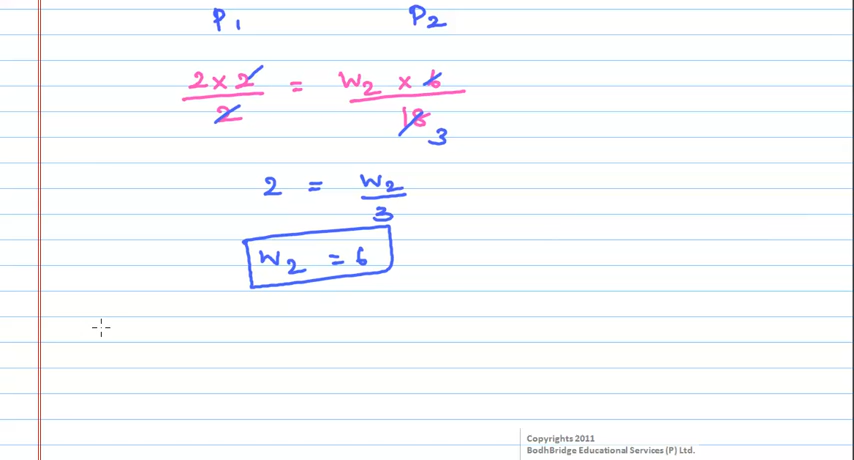 P1 P2
2 × 2 = W2 × 6
2 18 3
2 = W2
3
W2 = 6
Copyrights 2011
BodhBridge Educational Services (P) Ltd.